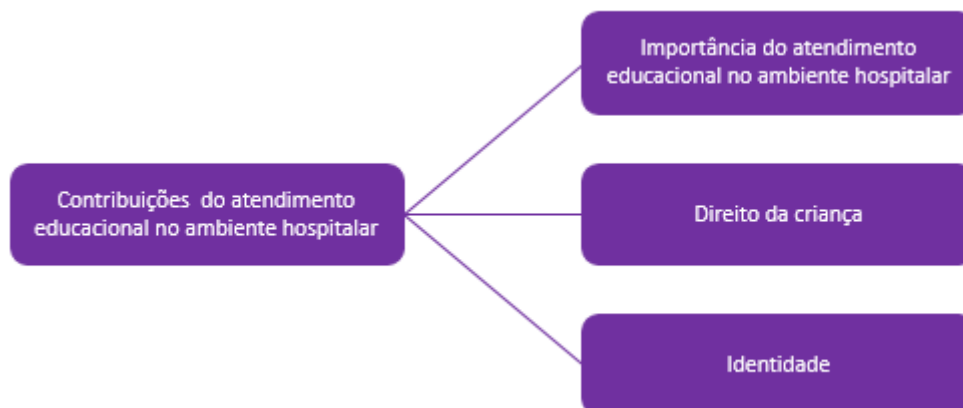 Importância do atendimento
educacional no ambiente hospitalar
Contribuições do atendimento
educacional no ambiente hospitalar
Direito da criança
Identidade